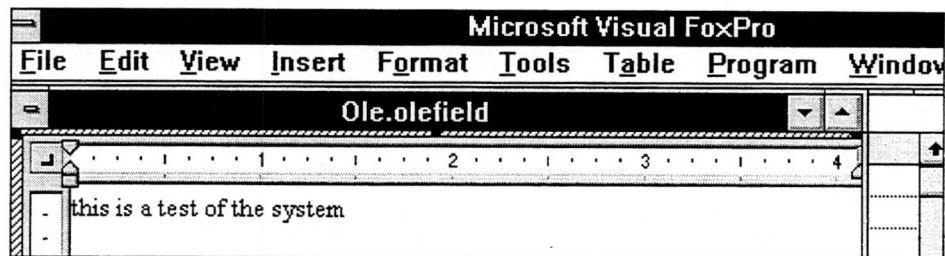 Microsoft Visual FoxPro
File Edit View Insert Format Tools Table Program Window
Ole.olefield
1 2 3 4
this is a test of the system